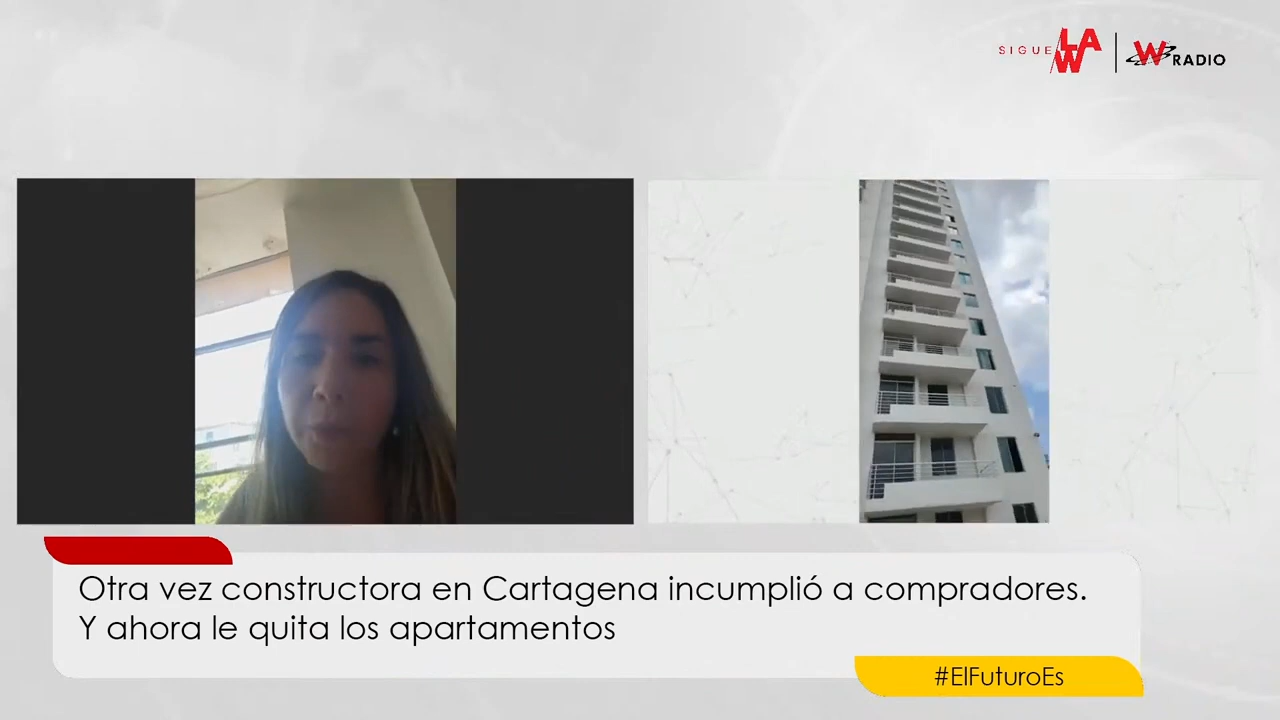 SIGUE LA W
W RADIO
Otra vez constructora en Cartagena incumplió a compradores.
Y ahora le quita los apartamentos
#ElFuturoEs